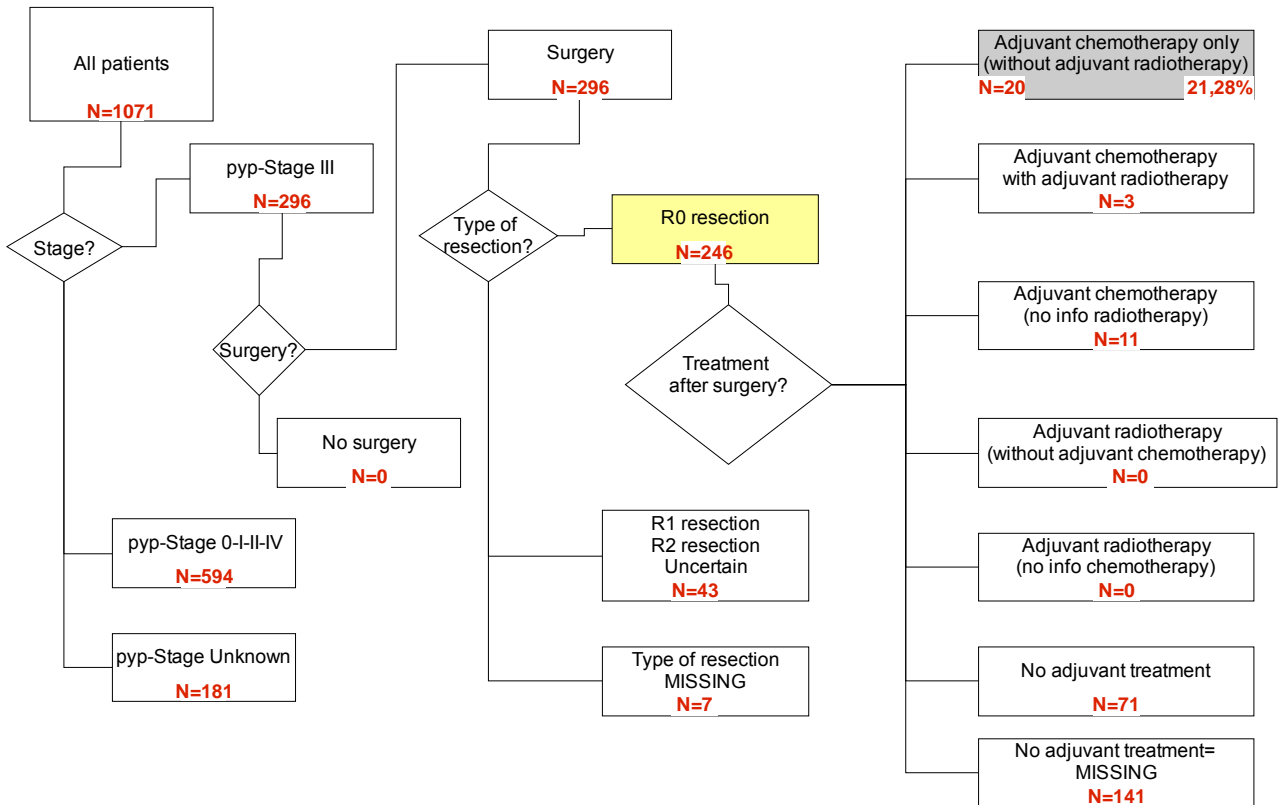 All patients
N=1071
Stage?
pyp-Stage III
N=296
Surgery?
No surgery
N=0
pyp-Stage 0-I-II-IV
N=594
pyp-Stage Unknown
N=181
Surgery
N=296
Type of
resection?
R0 resection
N=246
Treatment
after surgery?
R1 resection
R2 resection
Uncertain
N=43
Type of resection
MISSING
N=7
Adjuvant chemotherapy only
(without adjuvant radiotherapy)
N=20 21,28%
Adjuvant chemotherapy
with adjuvant radiotherapy
N=3
Adjuvant chemotherapy
(no info radiotherapy)
N=11
Adjuvant radiotherapy
(without adjuvant chemotherapy)
N=0
Adjuvant radiotherapy
(no info chemotherapy)
N=0
No adjuvant treatment
N=71
No adjuvant treatment=
MISSING
N=141